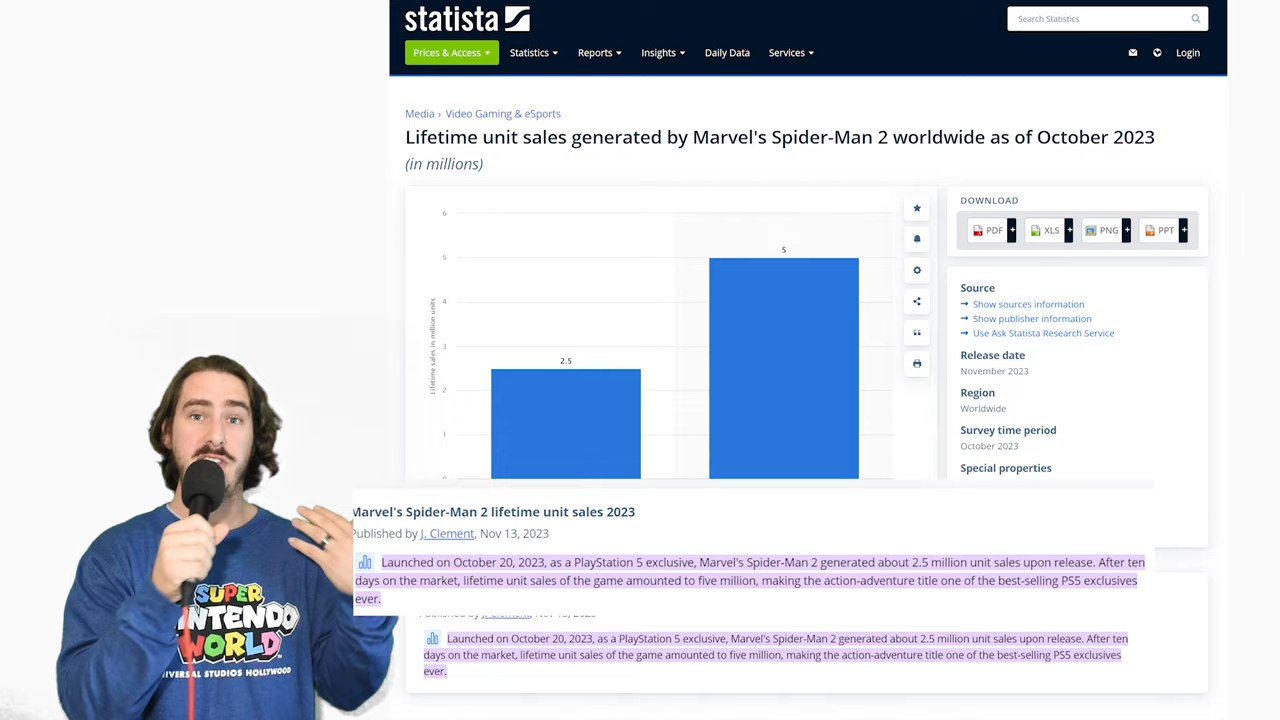 statista
Search Statistics
Prices & Access Statistics Reports Insights Daily Data Services Login
Media › Video Gaming & eSports
Lifetime unit sales generated by Marvel's Spider-Man 2 worldwide as of October 2023
(in millions)
6
5
4
3
2
1
0
Lifetime sales in million units
2.5
5
DOWNLOAD
PDF + XLS + PNG + PPT +
Source
→ Show sources information
→ Show publisher information
→ Use Ask Statista Research Service
Release date
November 2023
Region
Worldwide
Survey time period
October 2023
Special properties
Marvel's Spider-Man 2 lifetime unit sales 2023
Published by J. Clement, Nov 13, 2023
Launched on October 20, 2023, as a PlayStation 5 exclusive, Marvel's Spider-Man 2 generated about 2.5 million unit sales upon release. After ten
days on the market, lifetime unit sales of the game amounted to five million, making the action-adventure title one of the best-selling PS5 exclusives
ever.
Launched on October 20, 2023, as a PlayStation 5 exclusive, Marvel's Spider-Man 2 generated about 2.5 million unit sales upon release. After ten
days on the market, lifetime unit sales of the game amounted to five million, making the action-adventure title one of the best-selling PS5 exclusives
ever.
SUPER
NINTENDO
WORLD
UNIVERSAL STUDIOS HOLLYWOOD